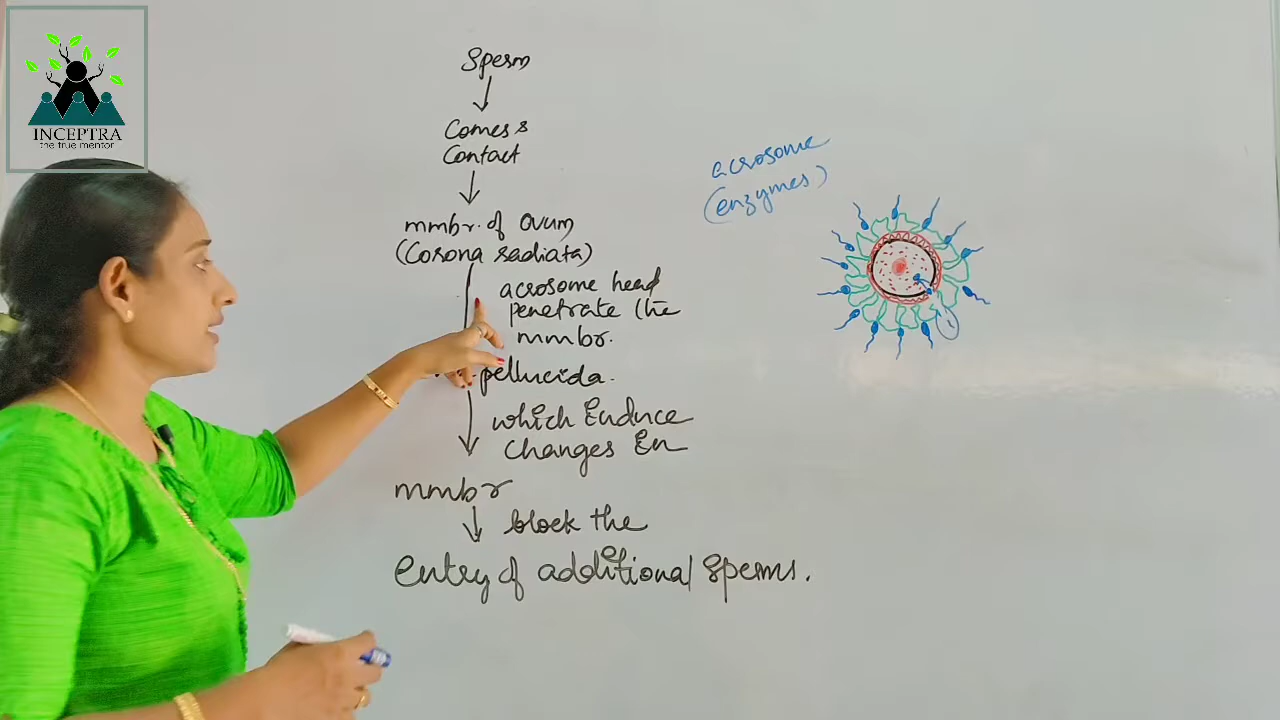 INCEPTRA
the true mentor
Sperm
Comes &
Contact
mmbr. of ovum
(Corona radiata)
acrosome head
penetrate the
mmbr.
pellucida.
which induce
changes in
mmbr
block the
entry of additional sperms.
acrosome
(enzymes)